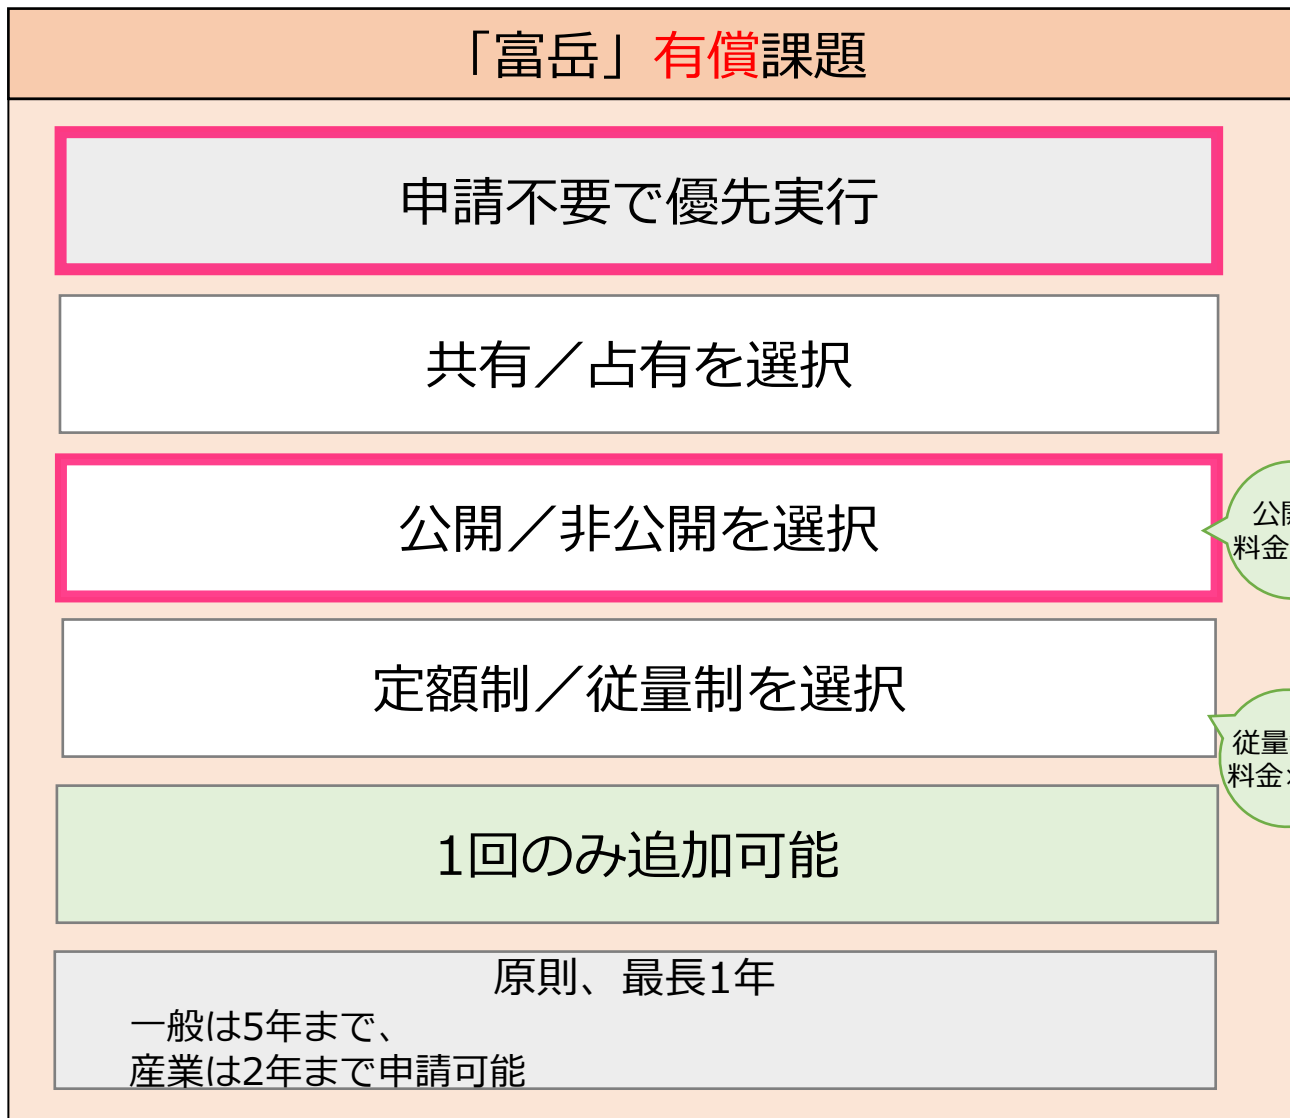 「富岳」有償課題
申請不要で優先実行
共有／占有を選択
公開／非公開を選択
公開
料金
定額制／従量制を選択
従量
料金
1回のみ追加可能
原則、最長1年
一般は5年まで、
産業は2年まで申請可能